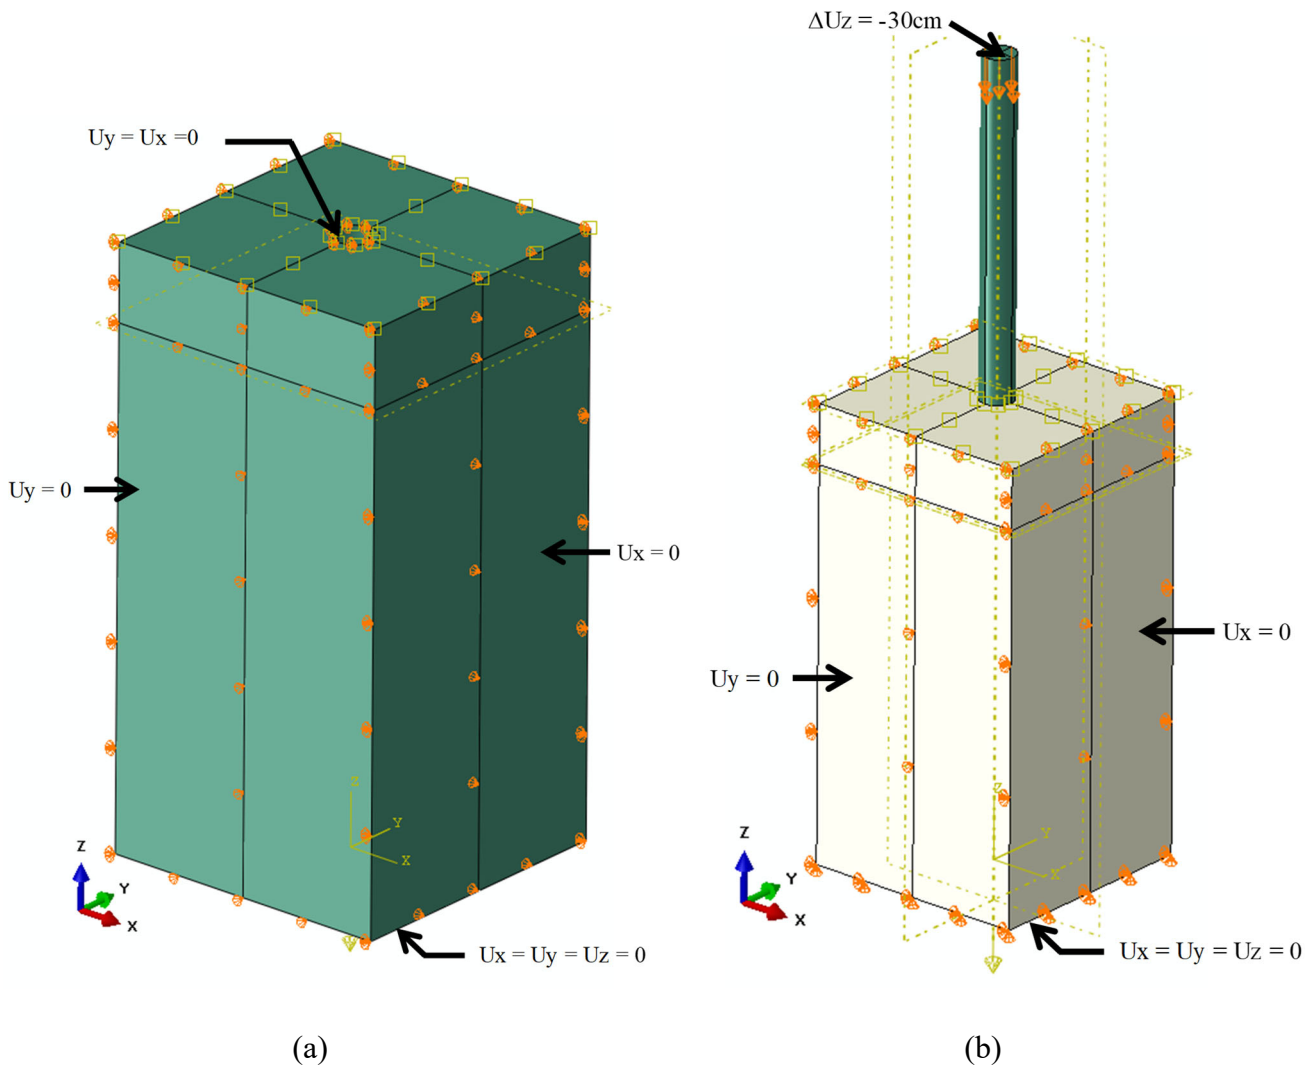 ΔUz = -30cm
Uy = Ux =0
Uy = 0
Ux = 0
Z
Y
X
Z
Y
X
Ux = Uy = Uz = 0
(a)
Uy = 0
Ux = 0
Z
Y
X
Z
Y
X
Ux = Uy = Uz = 0
(b)